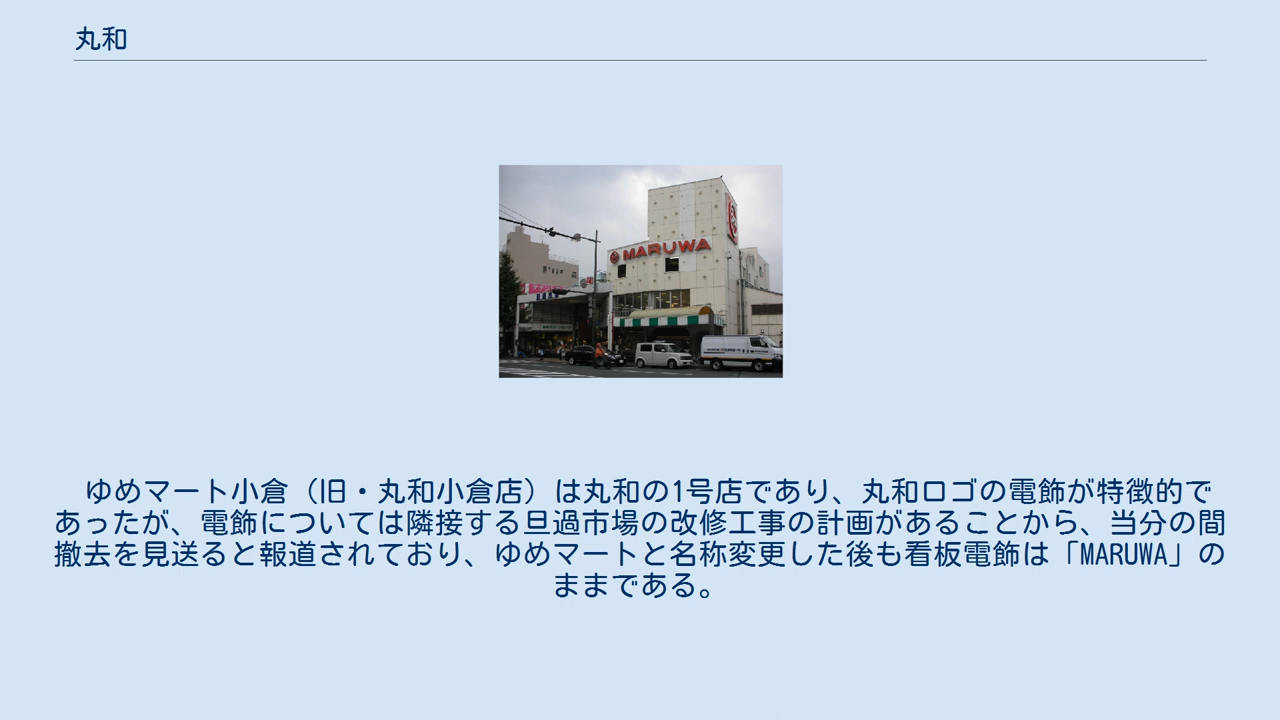 丸和
MARUWA
ゆめマート小倉（旧・丸和小倉店）は丸和の1号店であり、丸和ロゴの電飾が特徴的で
あったが、電飾については隣接する旦過市場の改修工事の計画があることから、当分の間
撤去を見送ると報道されており、ゆめマートと名称変更した後も看板電飾は「MARUWA」の
ままである。